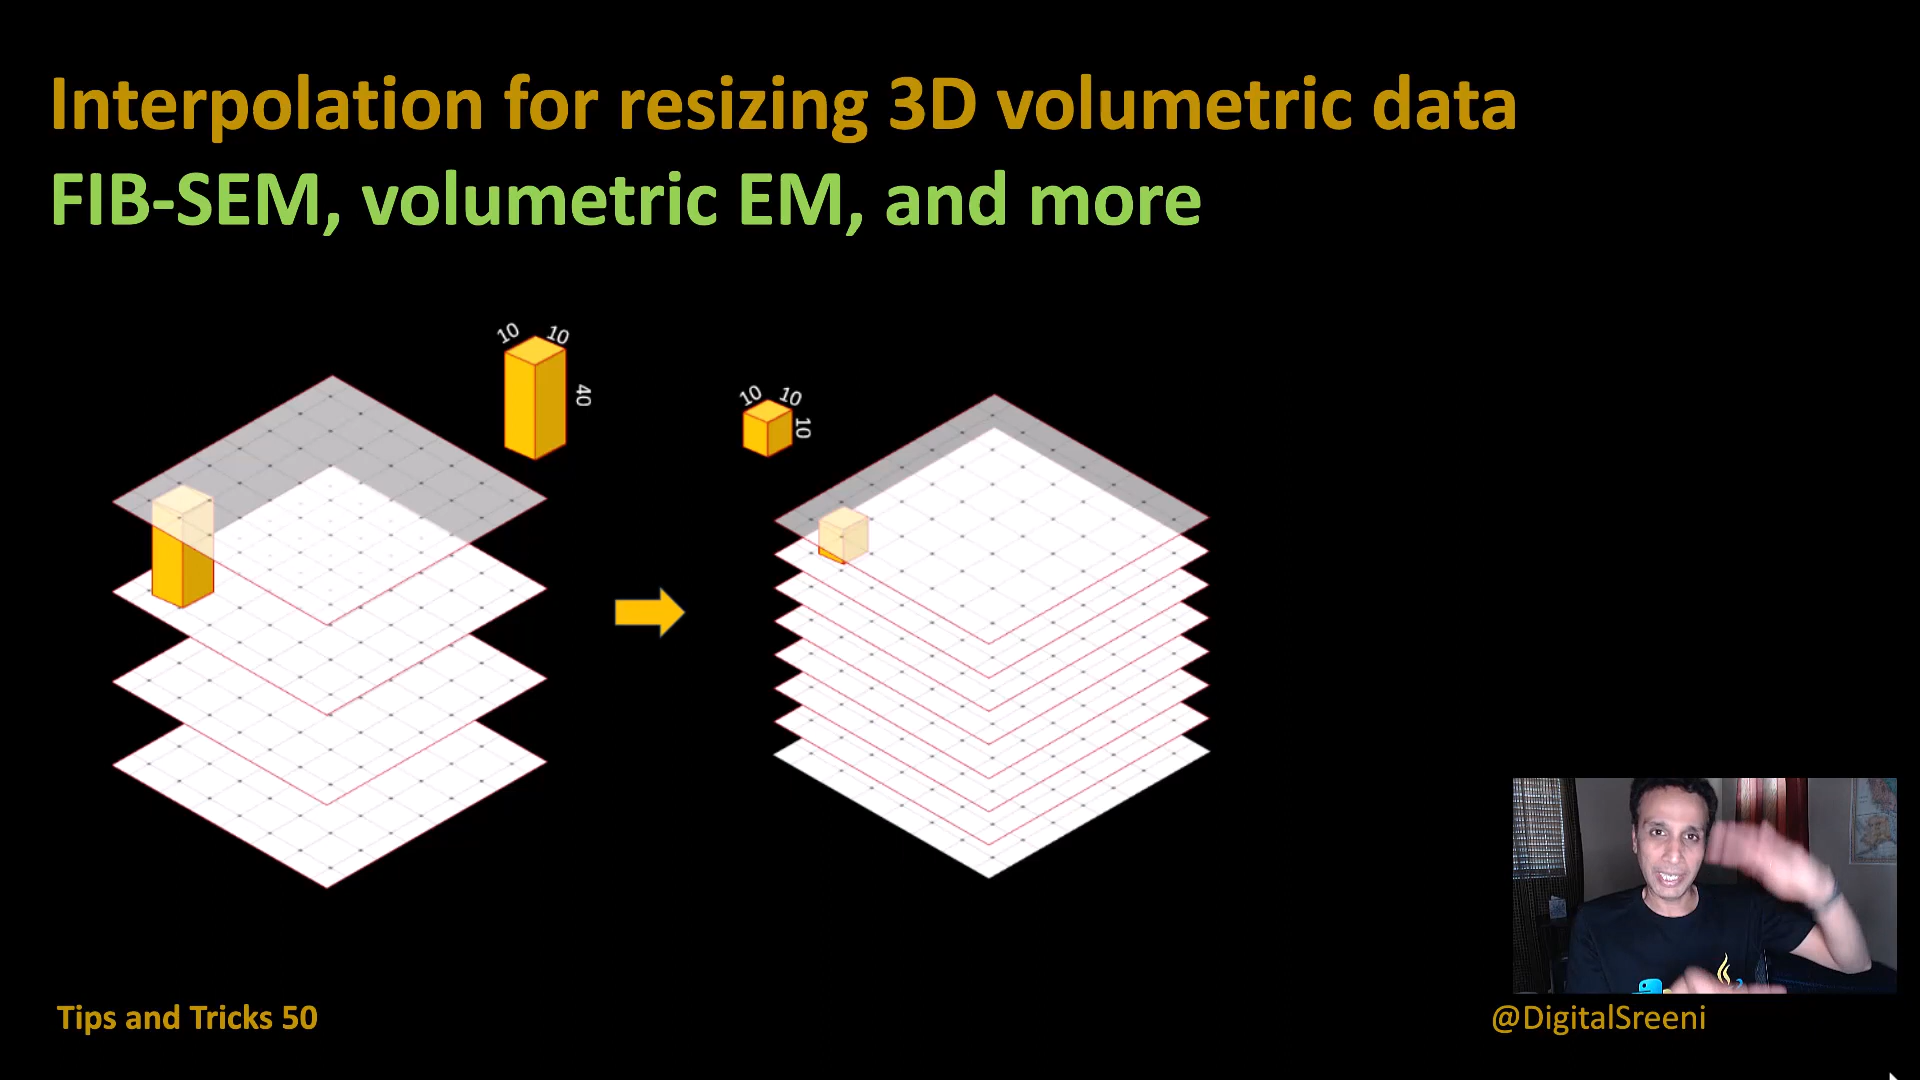 Interpolation for resizing 3D volumetric data
FIB-SEM, volumetric EM, and more
10 10
40
10 10
10
Tips and Tricks 50
@DigitalSreeni